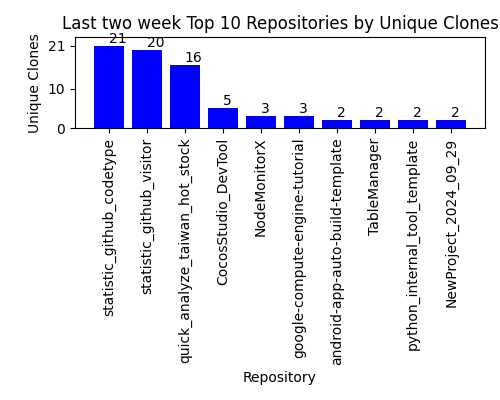 Last two week Top 10 Repositories by Unique Clones
Unique Clones
21
10
0
21
20
16
5
3
3
2
2
2
2
statistic_github_codetype
statistic_github_visitor
quick_analyze_taiwan_hot_stock
CocosStudio_DevTool
NodeMonitorX
google-compute-engine-tutorial
android-app-auto-build-template
TableManager
python_internal_tool_template
NewProject_2024_09_29
Repository